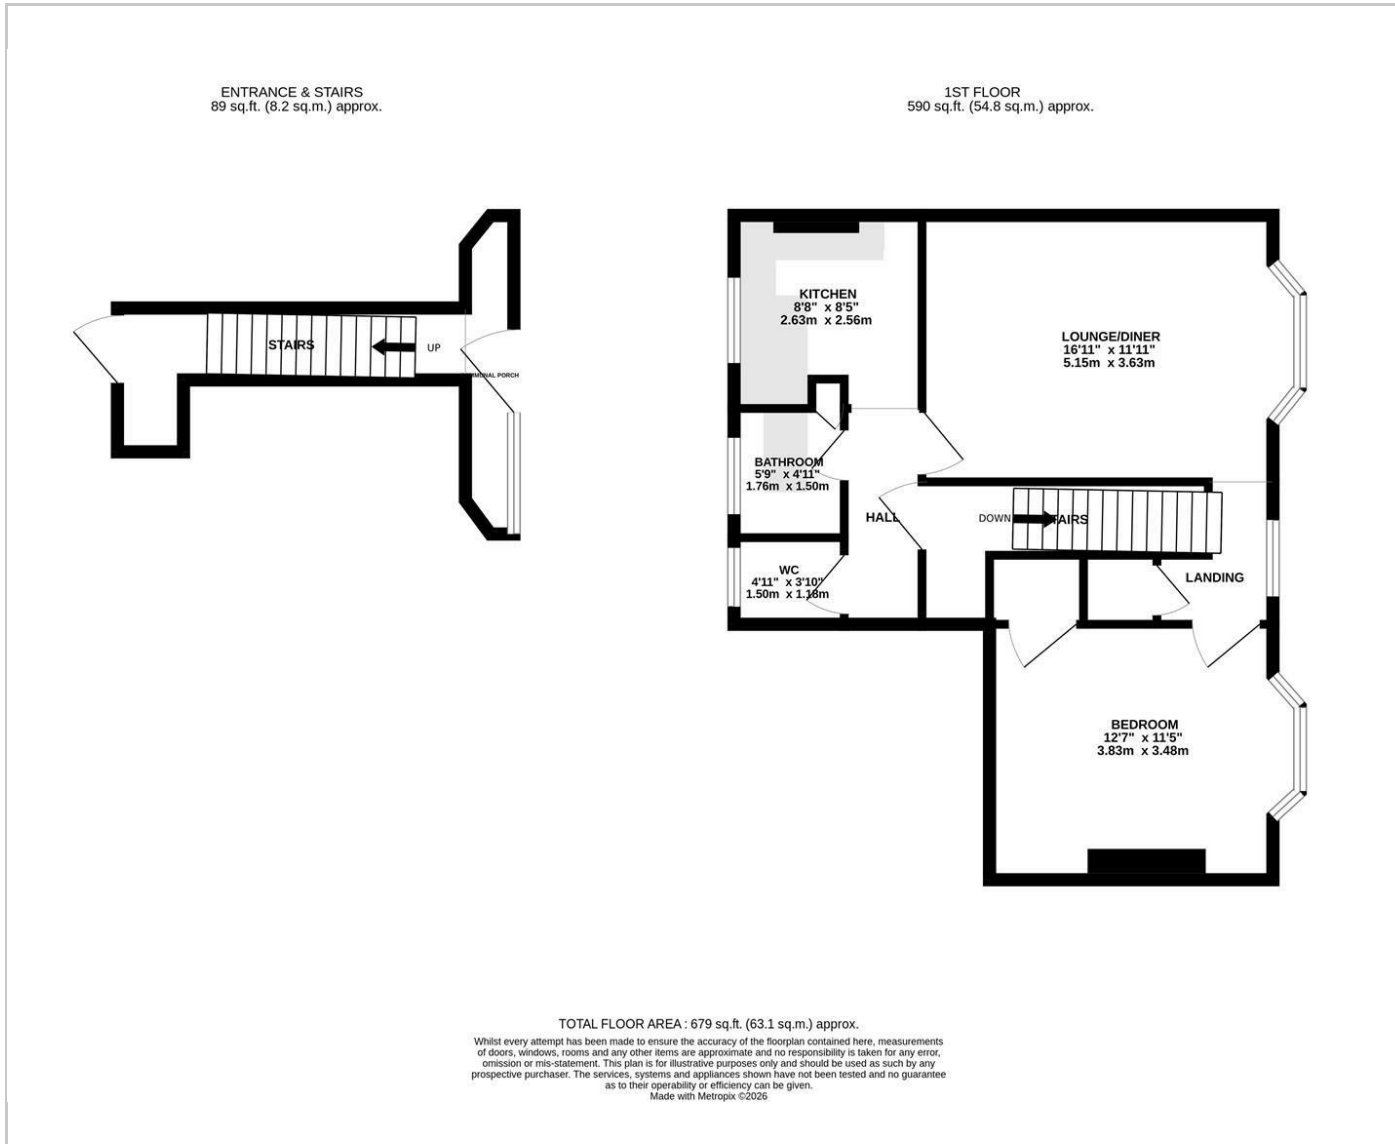 ENTRANCE & STAIRS
89 sq.ft. (8.2 sq.m.) approx.
1ST FLOOR
590 sq.ft. (54.8 sq.m.) approx.
STAIRS
UP
PORCH
KITCHEN
8'8" x 8'5"
2.63m x 2.56m
LOUNGE/DINER
16'11" x 11'11"
5.15m x 3.63m
BATHROOM
5'9" x 4'11"
1.76m x 1.50m
HALL
DOWN
TAIRS
WC
4'11" x 3'10"
1.50m x 1.18m
LANDING
BEDROOM
12'7" x 11'5"
3.83m x 3.48m
TOTAL FLOOR AREA : 679 sq.ft. (63.1 sq.m.) approx.
Whilst every attempt has been made to ensure the accuracy of the floorplan contained here, measurements
of doors, windows, rooms and any other items are approximate and no responsibility is taken for any error,
omission or mis-statement. This plan is for illustrative purposes only and should be used as such by any
prospective purchaser. The services, systems and appliances shown have not been tested and no guarantee
as to their operability or efficiency can be given.
Made with Metropix ©2026